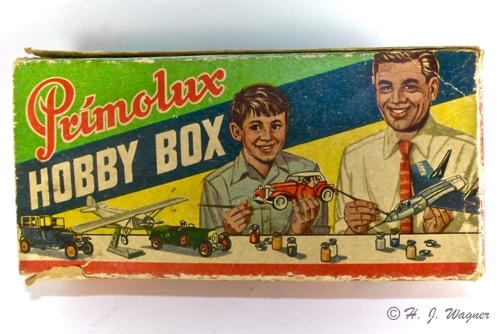 Primolux
HOBBY BOX
© H. J. Wagner